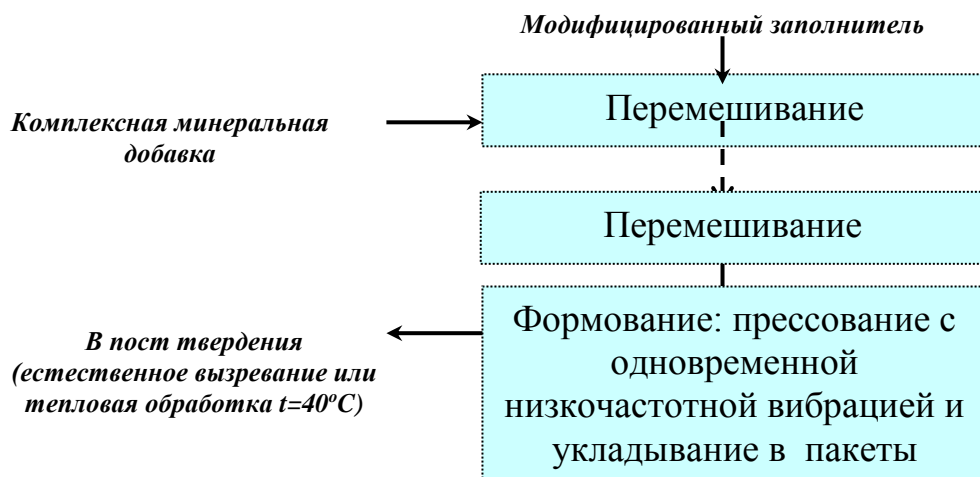 Модифицированный заполнитель
Перемешивание
Комплексная минеральная
добавка
Перемешивание
Формование: прессование с
одновременной
низкочастотной вибрацией и
укладывание в пакеты
В пост твердения
(естественное вызревание или
тепловая обработка t=40°C)